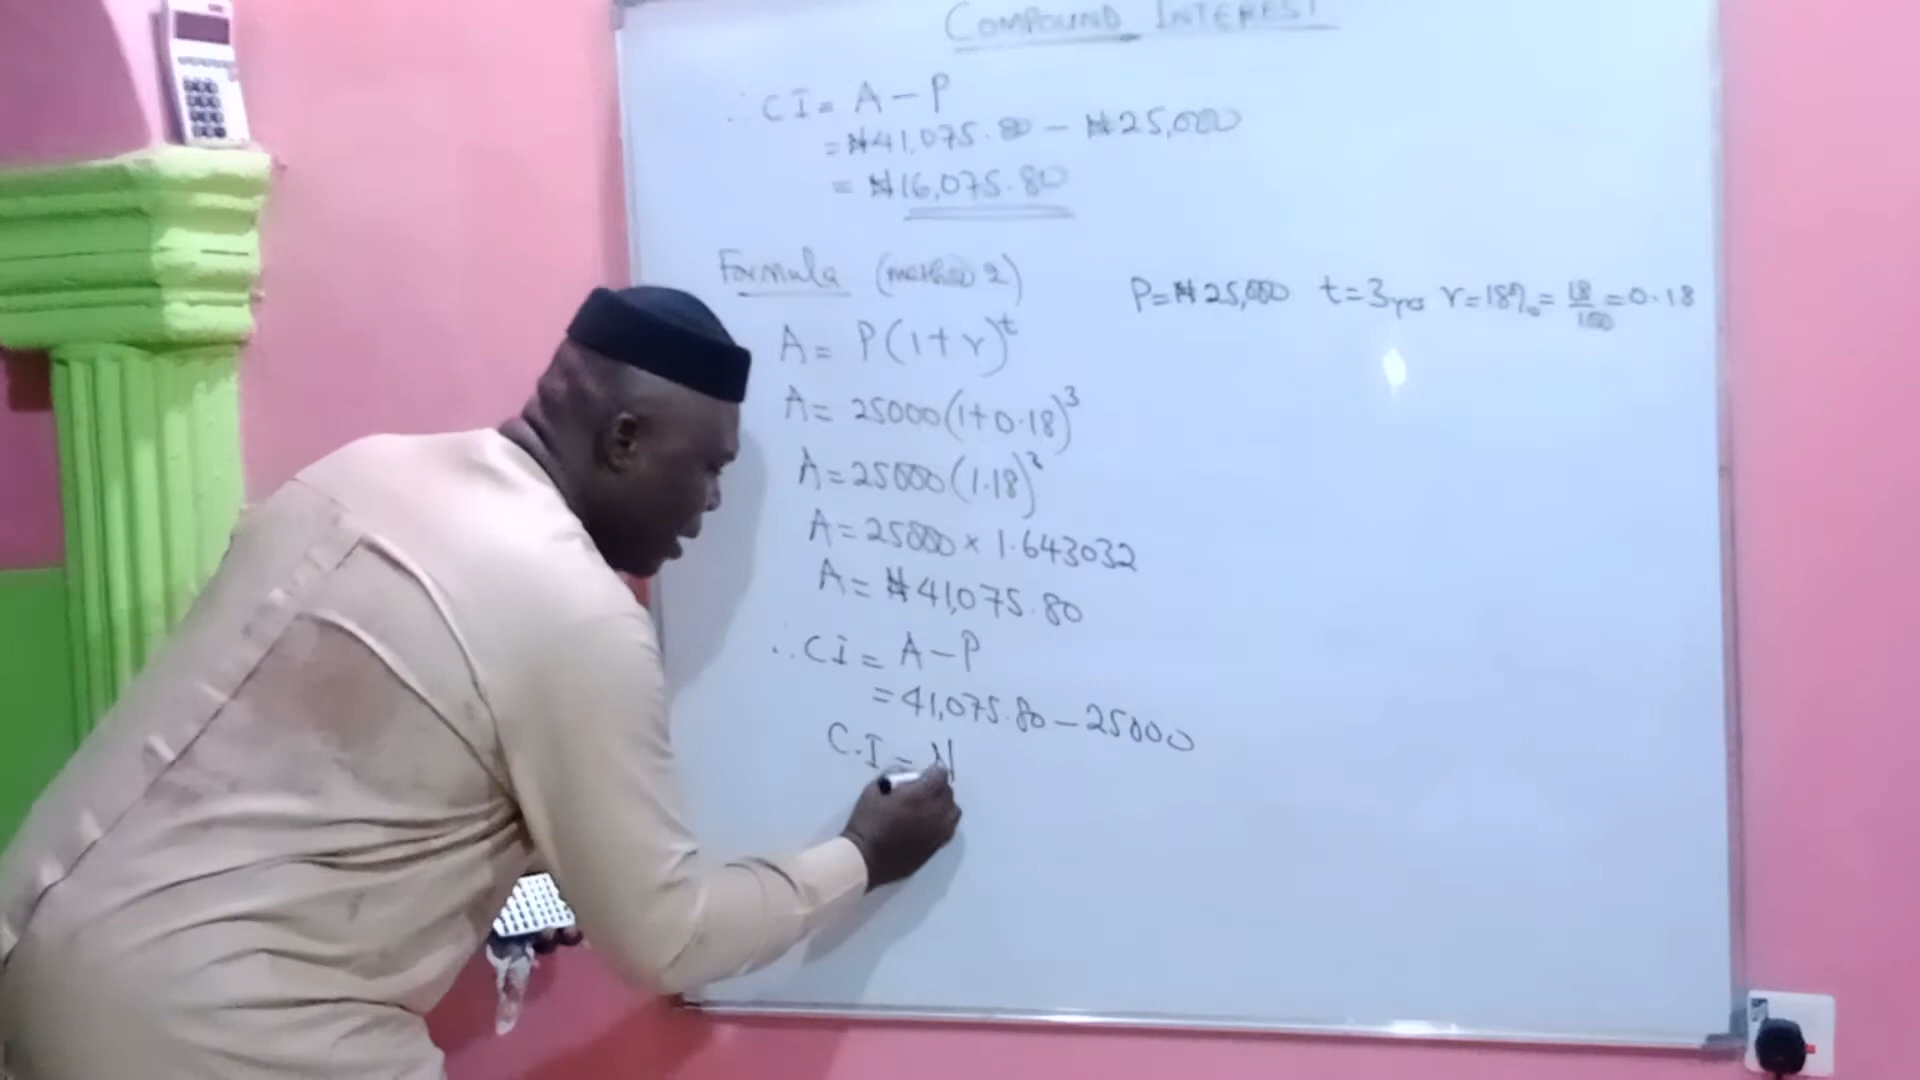 COMPOUND INTEREST
∴ CI = A - P
= ₦41,075.80 - ₦25,000
= ₦16,075.80
Formula (method 2)
P=₦25,000 t=3yrs r=18%=18/100=0.18
A = P(1+r)^t
A = 25000(1+0.18)^3
A = 25000(1.18)^3
A = 25000 × 1.643032
A = ₦41,075.80
∴ CI = A - P
= 41,075.80 - 25000
C.I = N